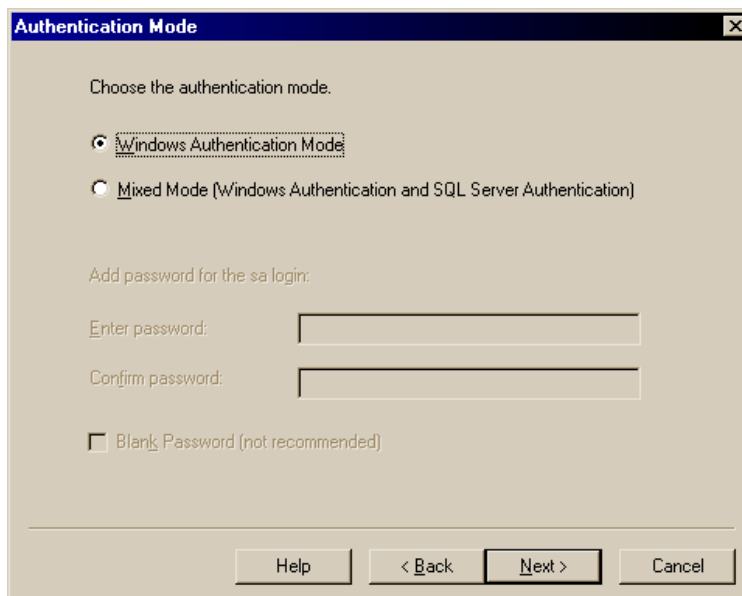 Authentication Mode
Choose the authentication mode.
Windows Authentication Mode
Mixed Mode (Windows Authentication and SQL Server Authentication)
Add password for the sa login:
Enter password:
Confirm password:
Blank Password (not recommended)
Help
< Back
Next >
Cancel